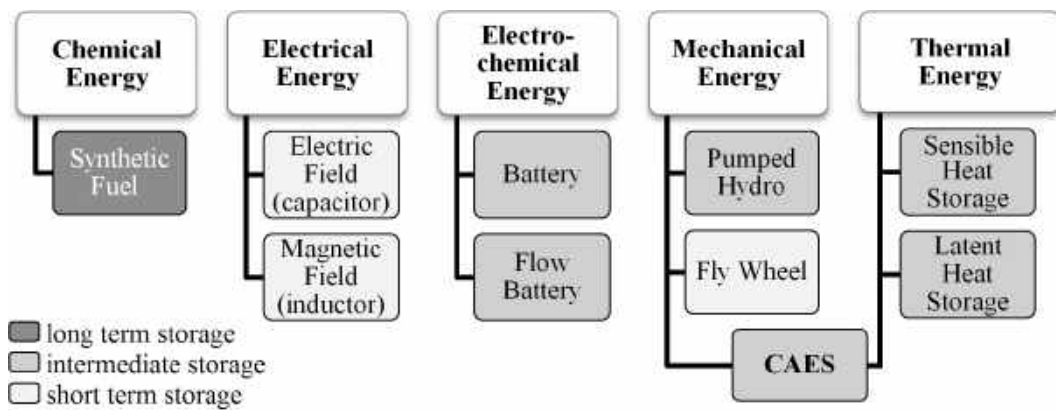 Chemical
Energy
Electrical
Energy
Electro-
chemical
Energy
Mechanical
Energy
Thermal
Energy
Synthetic
Fuel
Electric
Field
(capacitor)
Battery
Pumped
Hydro
Sensible
Heat
Storage
Magnetic
Field
(inductor)
Flow
Battery
Fly Wheel
Latent
Heat
Storage
CAES
long term storage
intermediate storage
short term storage